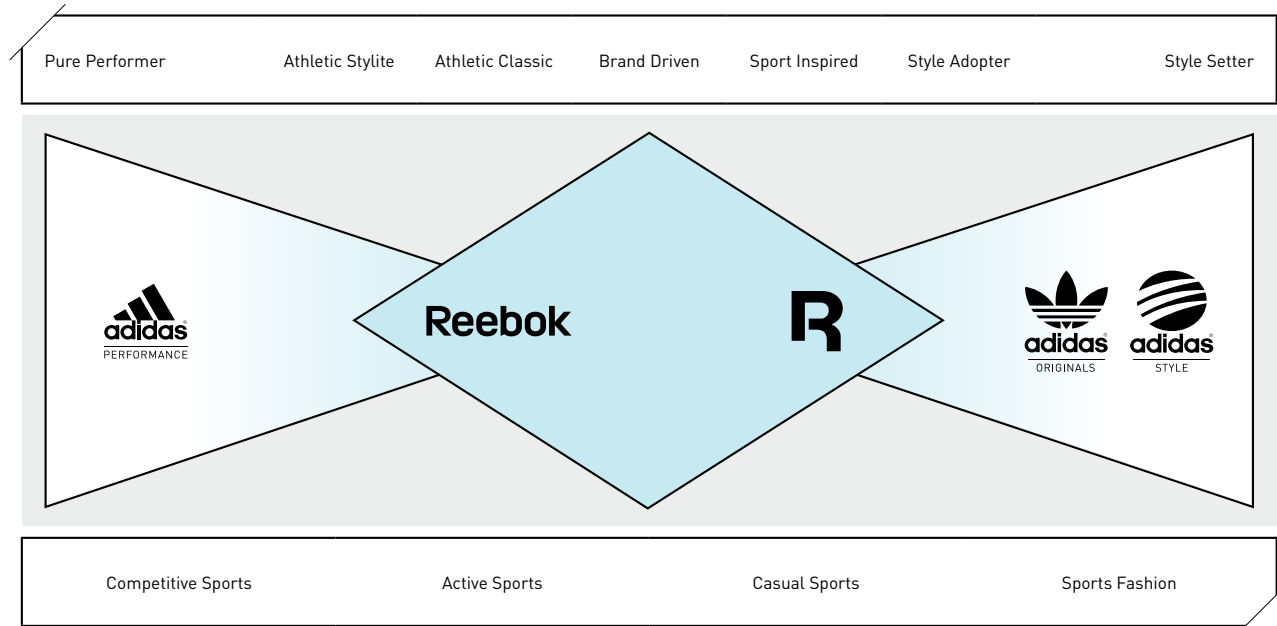 Pure Performer Athletic Stylite Athletic Classic Brand Driven Sport Inspired Style Adopter Style Setter
adidas PERFORMANCE
Reebok
R
adidas ORIGINALS
adidas STYLE
Competitive Sports Active Sports Casual Sports Sports Fashion